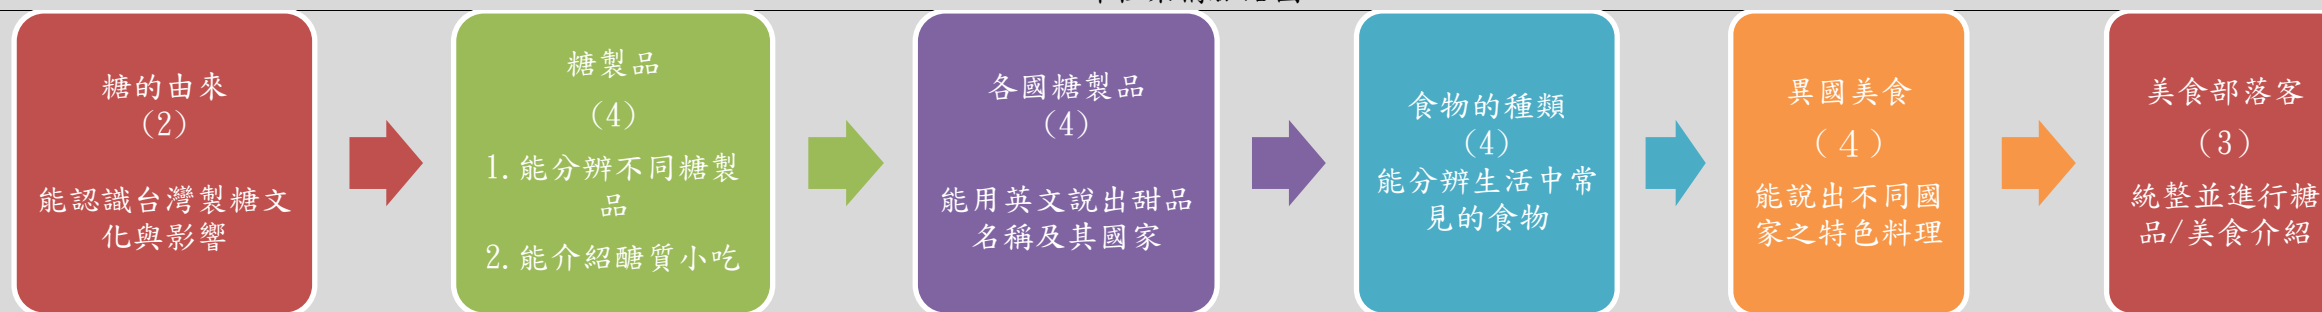 糖的由來
(2)
能認識台灣製糖文
化與影響
糖製品
(4)
1.能分辨不同糖製
品
2.能介紹醣質小吃
各國糖製品
(4)
能用英文說出甜品
名稱及其國家
食物的種類
(4)
能分辨生活中常
見的食物
異國美食
（4）
能說出不同國
家之特色料理
美食部落客
(3)
統整並進行糖
品/美食介紹